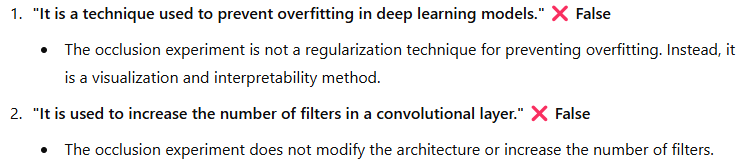 1. "It is a technique used to prevent overfitting in deep learning models." ❌ False
• The occlusion experiment is not a regularization technique for preventing overfitting. Instead, it
is a visualization and interpretability method.
2. "It is used to increase the number of filters in a convolutional layer." ❌ False
• The occlusion experiment does not modify the architecture or increase the number of filters.